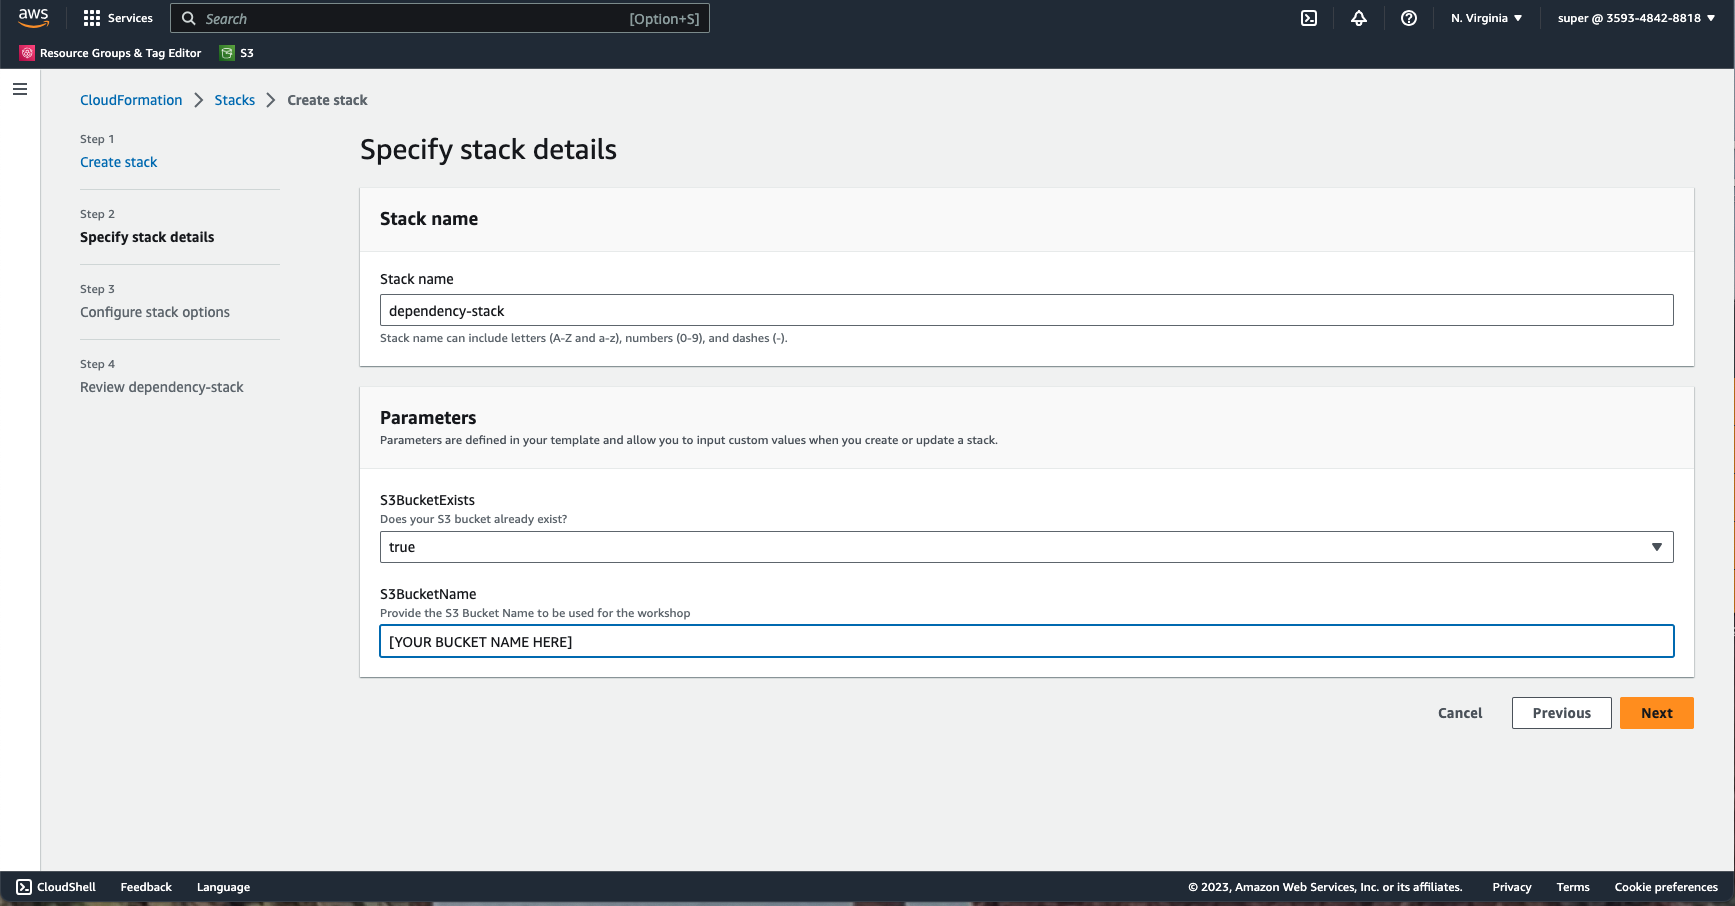 aws
Services
Search
[Option+S]
N. Virginia
super @ 3593-4842-8818
Resource Groups & Tag Editor
S3
CloudFormation
Stacks
Create stack
Step 1
Create stack
Step 2
Specify stack details
Step 3
Configure stack options
Step 4
Review dependency-stack
Specify stack details
Stack name
Stack name
dependency-stack
Stack name can include letters (A-Z and a-z), numbers (0-9), and dashes (-).
Parameters
Parameters are defined in your template and allow you to input custom values when you create or update a stack.
S3BucketExists
Does your S3 bucket already exist?
true
S3BucketName
Provide the S3 Bucket Name to be used for the workshop
[YOUR BUCKET NAME HERE]
Cancel
Previous
Next
CloudShell
Feedback
Language
© 2023, Amazon Web Services, Inc. or its affiliates.
Privacy
Terms
Cookie preferences